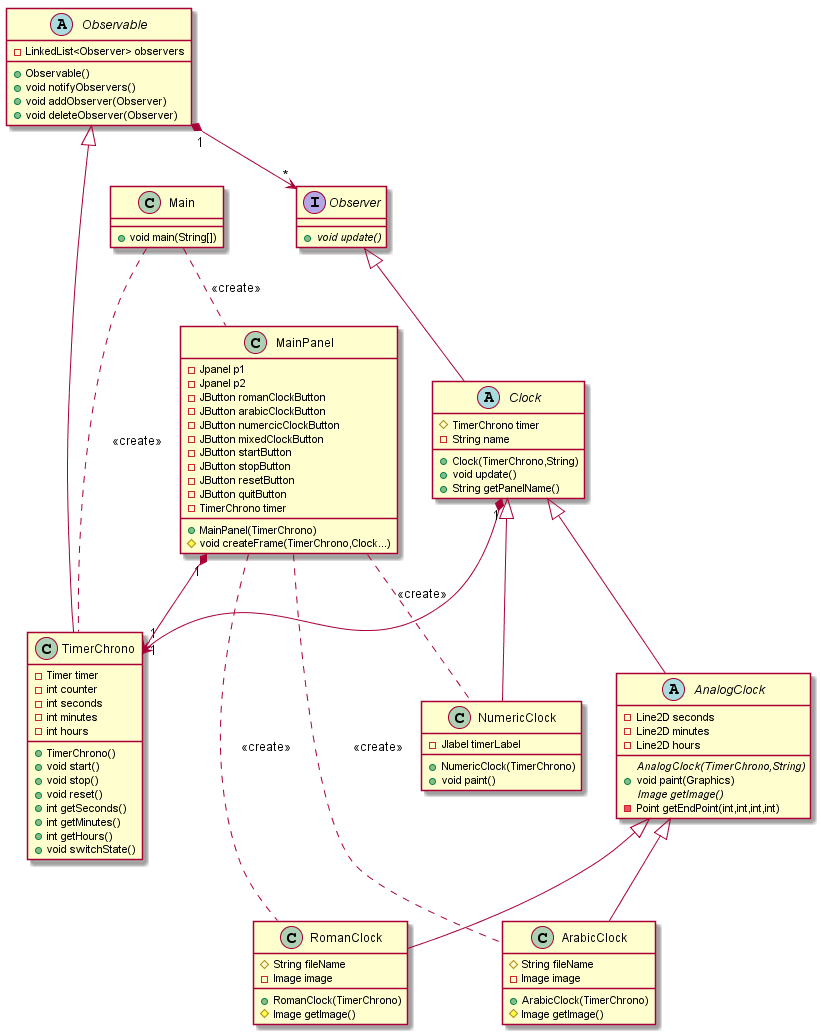 A Observable
LinkedList<Observer> observers
Observable()
void notifyObservers()
void addObserver(Observer)
void deleteObserver(Observer)
1
*
C Main
void main(String[])
I Observer
void update()
«create»
C MainPanel
Jpanel p1
Jpanel p2
JButton romanClockButton
JButton arabicClockButton
JButton numercicClockButton
JButton mixedClockButton
JButton startButton
JButton stopButton
JButton resetButton
JButton quitButton
TimerChrono timer
MainPanel(TimerChrono)
void createFrame(TimerChrono,Clock...)
«create»
A Clock
TimerChrono timer
String name
Clock(TimerChrono,String)
void update()
String getPanelName()
1
1
«create»
1
1
C TimerChrono
Timer timer
int counter
int seconds
int minutes
int hours
TimerChrono()
void start()
void stop()
void reset()
int getSeconds()
int getMinutes()
int getHours()
void switchState()
«create»
«create»
C NumericClock
Jlabel timerLabel
NumericClock(TimerChrono)
void paint()
A AnalogClock
Line2D seconds
Line2D minutes
Line2D hours
AnalogClock(TimerChrono,String)
void paint(Graphics)
Image getImage()
Point getEndPoint(int,int,int,int)
C RomanClock
String fileName
Image image
RomanClock(TimerChrono)
Image getImage()
C ArabicClock
String fileName
Image image
ArabicClock(TimerChrono)
Image getImage()